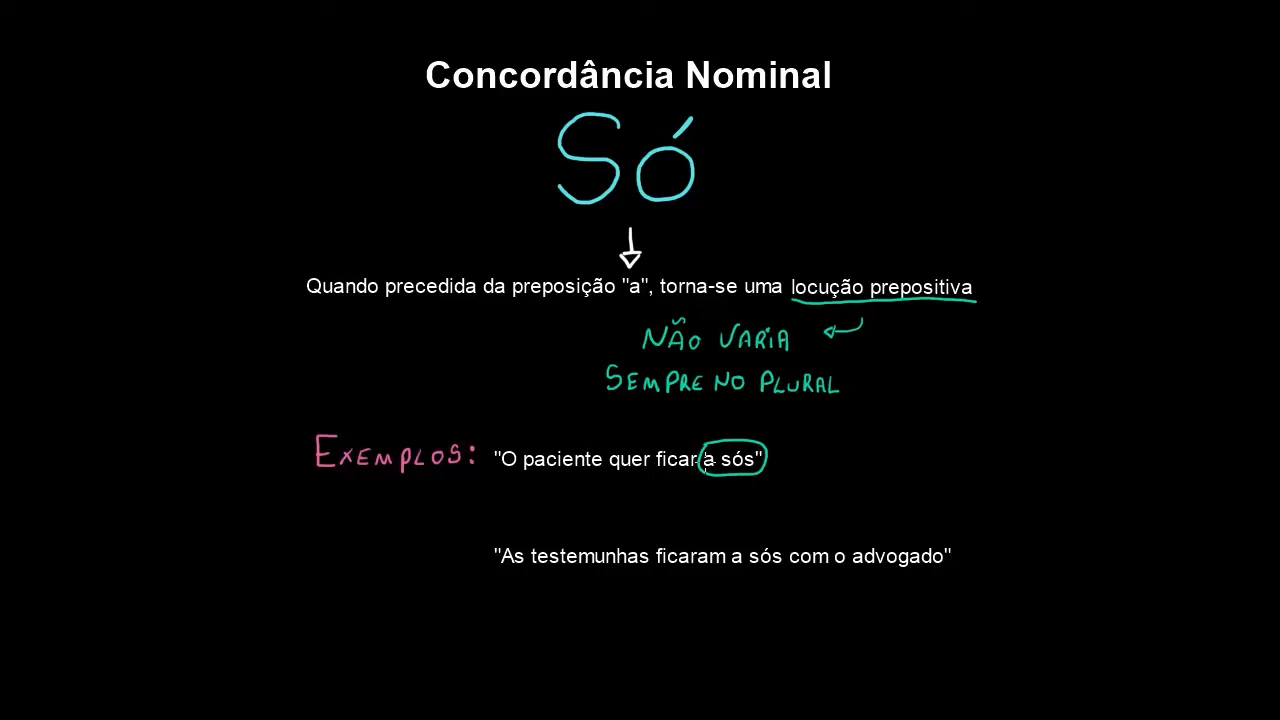 Concordância Nominal
Só
Quando precedida da preposição "a", torna-se uma locução prepositiva
NÃO VARIA
SEMPRE NO PLURAL
EXEMPLOS: "O paciente quer ficar a sós"
"As testemunhas ficaram a sós com o advogado"